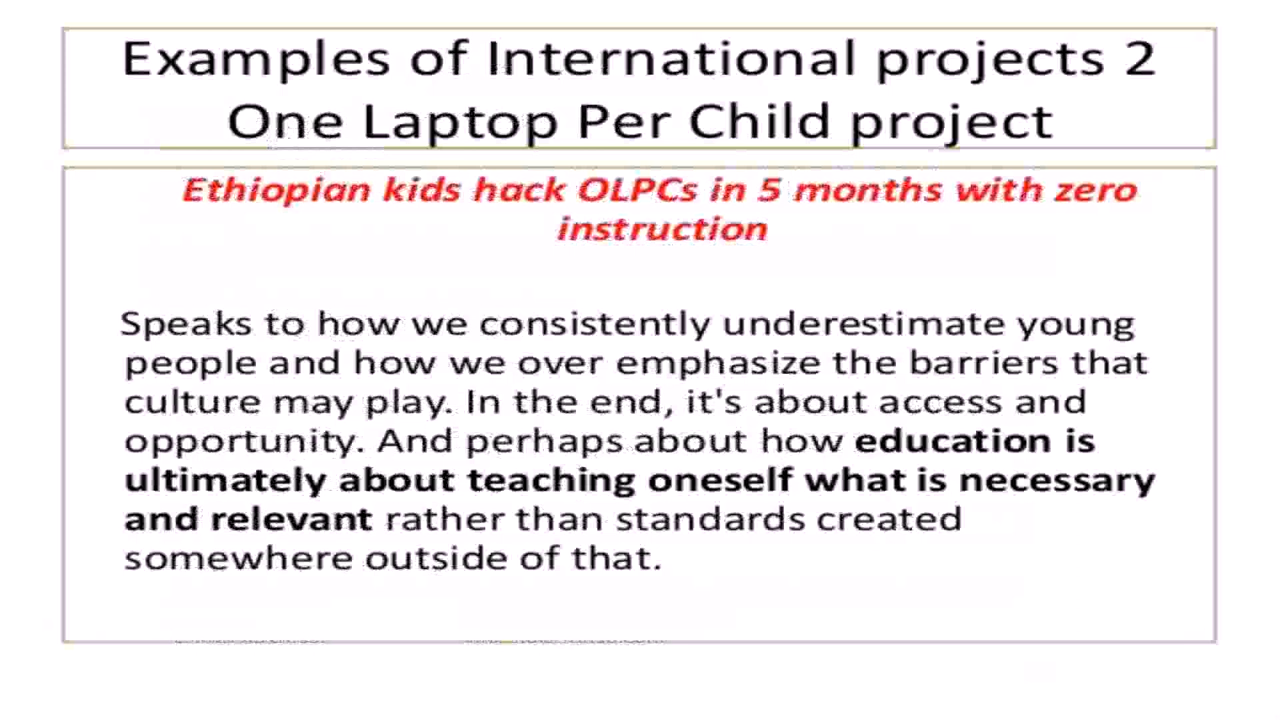 Examples of International projects 2
One Laptop Per Child project
Ethiopian kids hack OLPCs in 5 months with zero
instruction
Speaks to how we consistently underestimate young
people and how we over emphasize the barriers that
culture may play. In the end, it's about access and
opportunity. And perhaps about how education is
ultimately about teaching oneself what is necessary
and relevant rather than standards created
somewhere outside of that.